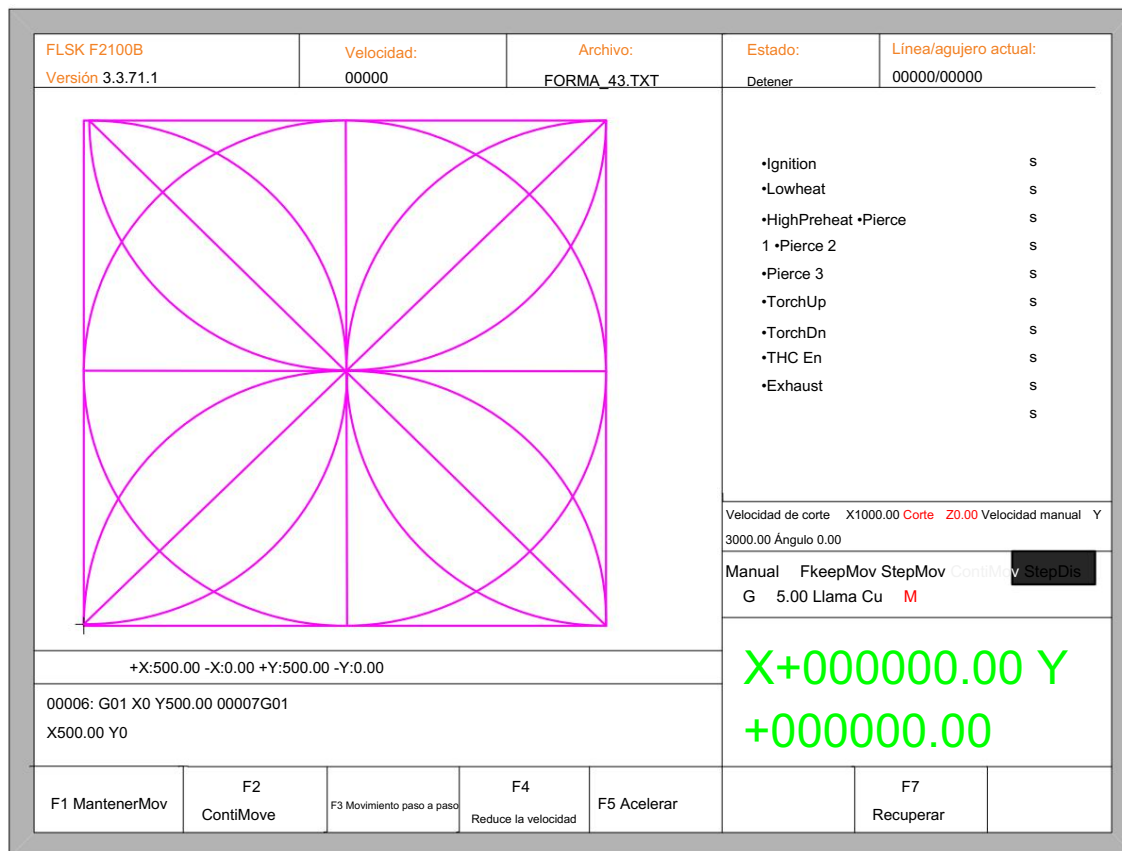 FLSK F2100B
Versión 3.3.71.1
Velocidad:
00000
Archivo:
FORMA_43.TXT
Estado:
Detener
Línea/agujero actual:
00000/00000
•Ignition s
•Lowheat s
•HighPreheat •Pierce s
1 •Pierce 2 s
•Pierce 3 s
•TorchUp s
•TorchDn s
•THC En s
•Exhaust s
s
Velocidad de corte X1000.00 Corte Z0.00 Velocidad manual Y
3000.00 Ángulo 0.00
Manual FkeepMov StepMov ContiMov StepDis
G 5.00 Llama Cu M
+X:500.00 -X:0.00 +Y:500.00 -Y:0.00
00006: G01 X0 Y500.00 00007G01
X500.00 Y0
X+000000.00 Y
+000000.00
F1 MantenerMov
F2
ContiMove
F3 Movimiento paso a paso
F4
Reduce la velocidad
F5 Acelerar
F7
Recuperar